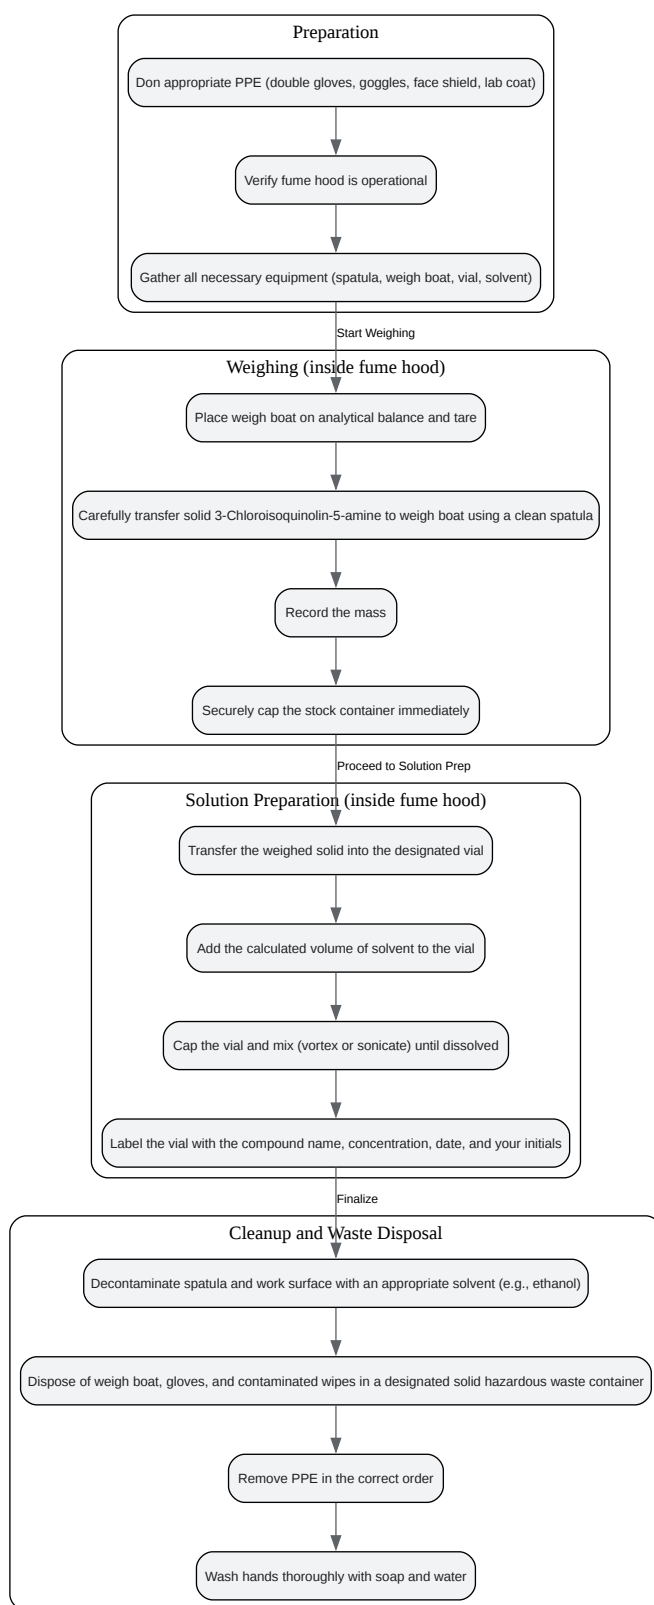 Preparation
Don appropriate PPE (double gloves, goggles, face shield, lab coat)
Verify fume hood is operational
Gather all necessary equipment (spatula, weigh boat, vial, solvent)
Start Weighing
Weighing (inside fume hood)
Place weigh boat on analytical balance and tare
Carefully transfer solid 3-Chloroisoquinolin-5-amine to weigh boat using a clean spatula
Record the mass
Securely cap the stock container immediately
Proceed to Solution Prep
Solution Preparation (inside fume hood)
Transfer the weighed solid into the designated vial
Add the calculated volume of solvent to the vial
Cap the vial and mix (vortex or sonicate) until dissolved
Label the vial with the compound name, concentration, date, and your initials
Finalize
Cleanup and Waste Disposal
Decontaminate spatula and work surface with an appropriate solvent (e.g., ethanol)
Dispose of weigh boat, gloves, and contaminated wipes in a designated solid hazardous waste container
Remove PPE in the correct order
Wash hands thoroughly with soap and water